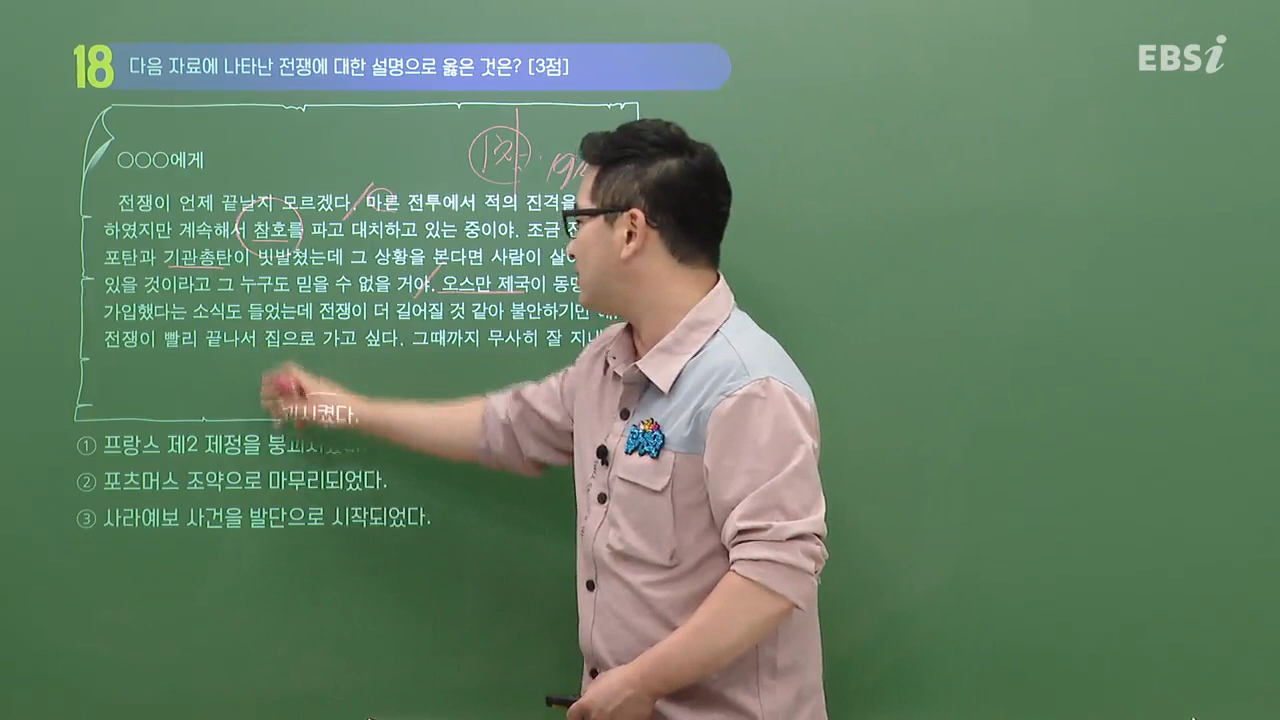 18 다음 자료에 나타난 전쟁에 대한 설명으로 옳은 것은? [3점]
EBSi
1차
○○○에게
전쟁이 언제 끝날지 모르겠다. 마른 전투에서 적의 진격을
하였지만 계속해서 참호를 파고 대치하고 있는 중이야. 조금
포탄과 기관총탄이 빗발쳤는데 그 상황을 본다면 사람이
있을 것이라고 그 누구도 믿을 수 없을 거야. 오스만 제국이
가입했다는 소식도 들었는데 전쟁이 더 길어질 것 같아 불안하기만
전쟁이 빨리 끝나서 집으로 가고 싶다. 그때까지 무사히 잘
① 프랑스 제2 제정을
② 포츠머스 조약으로 마무리되었다.
③ 사라예보 사건을 발단으로 시작되었다.